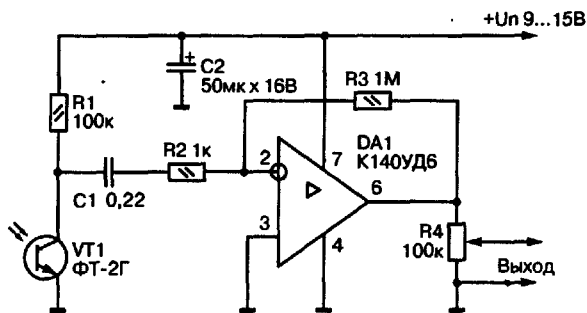 +Uп 9...15В
C2
50мк х 16В
R3 1М
R1
100к
DA1
К140УД6
R2 1к
2
7
6
C1 0,22
3
4
R4
100к
VT1
ФТ-2Г
Выход